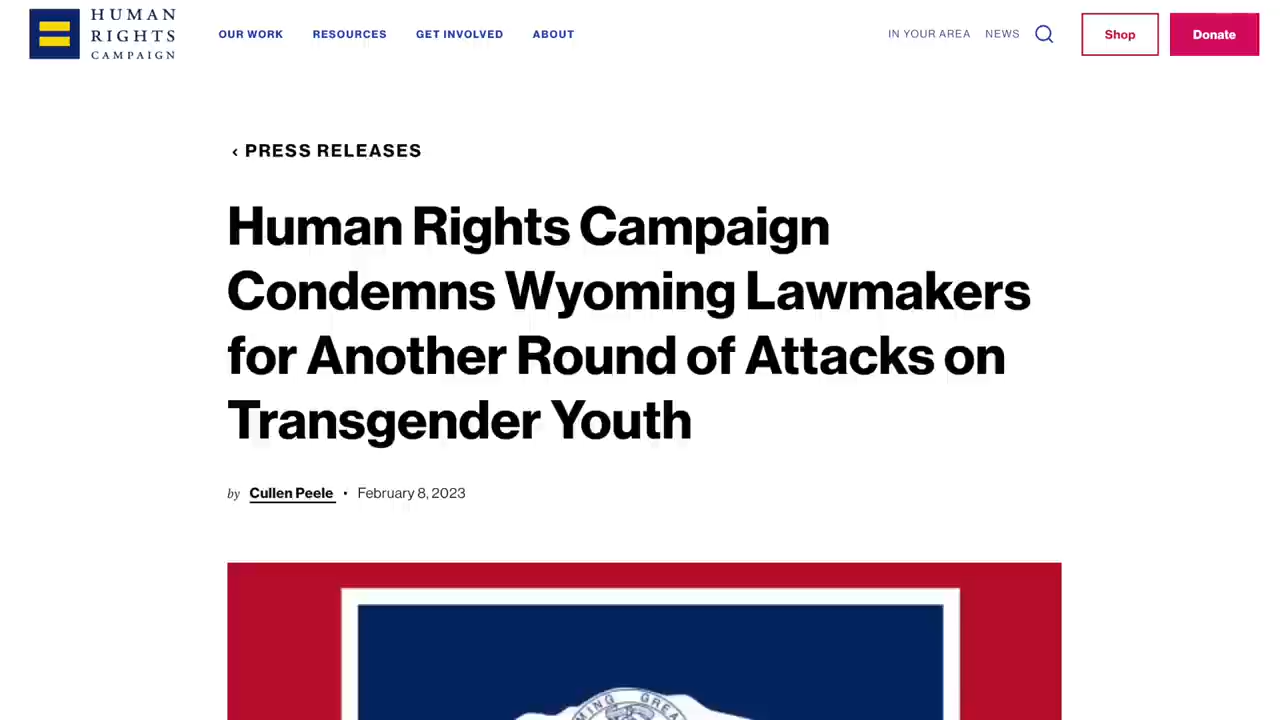 HUMAN
RIGHTS
CAMPAIGN
OUR WORK RESOURCES GET INVOLVED ABOUT
IN YOUR AREA NEWS
Shop
Donate
‹ PRESS RELEASES
Human Rights Campaign
Condemns Wyoming Lawmakers
for Another Round of Attacks on
Transgender Youth
by Cullen Peele • February 8, 2023